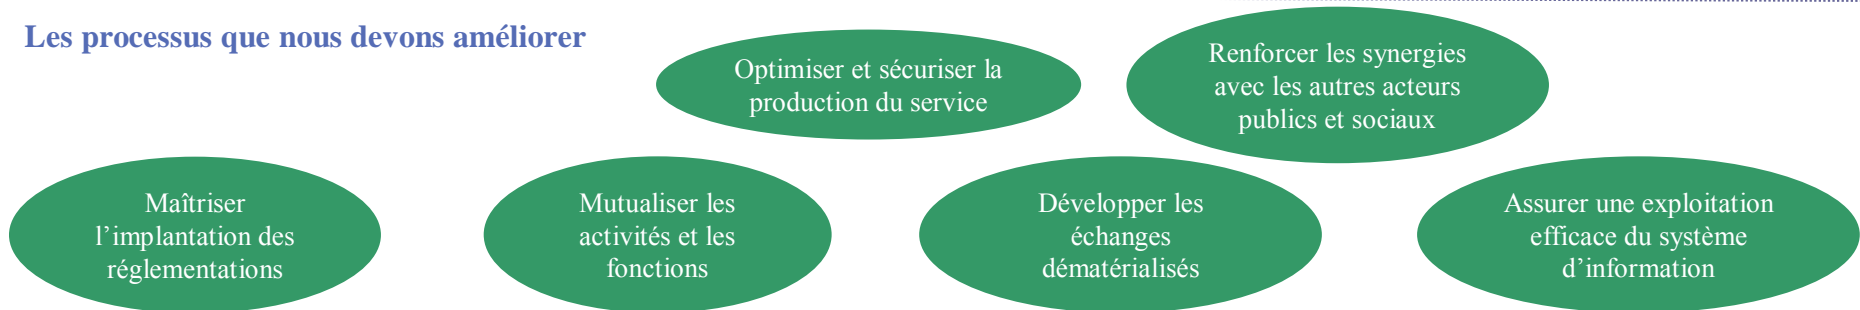 Les processus que nous devons améliorer
Optimiser et sécuriser la
production du service
Renforcer les synergies
avec les autres acteurs
publics et sociaux
Maîtriser
l’implantation des
réglementations
Mutualiser les
activités et les
fonctions
Développer les
échanges
dématérialisés
Assurer une exploitation
efficace du système
d’information